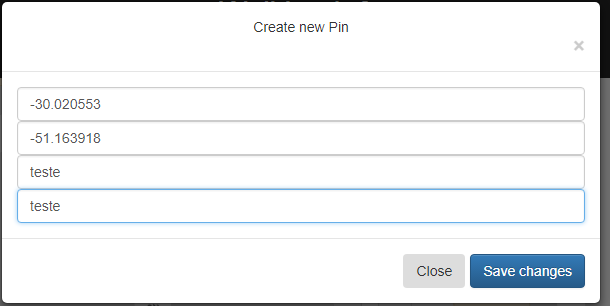 Create new Pin
×
-30.020553
-51.163918
teste
teste
Close Save changes